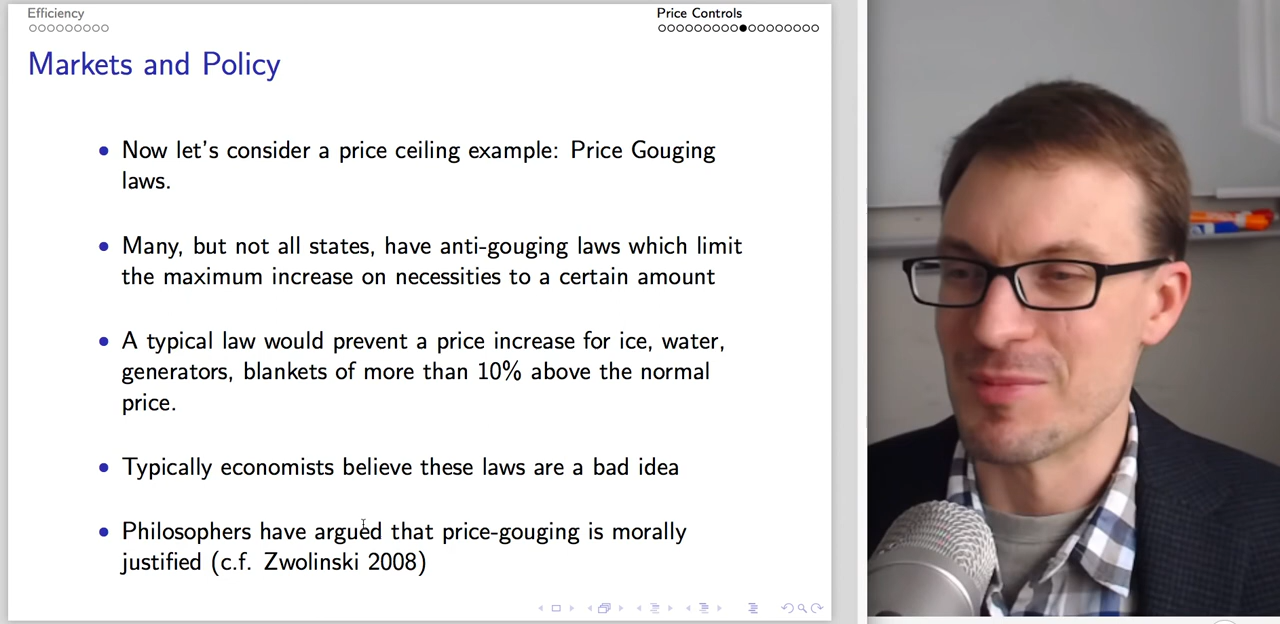 Efficiency
Price Controls
Markets and Policy
Now let's consider a price ceiling example: Price Gouging
laws.
Many, but not all states, have anti-gouging laws which limit
the maximum increase on necessities to a certain amount
A typical law would prevent a price increase for ice, water,
generators, blankets of more than 10% above the normal
price.
Typically economists believe these laws are a bad idea
Philosophers have argued that price-gouging is morally
justified (c.f. Zwolinski 2008)